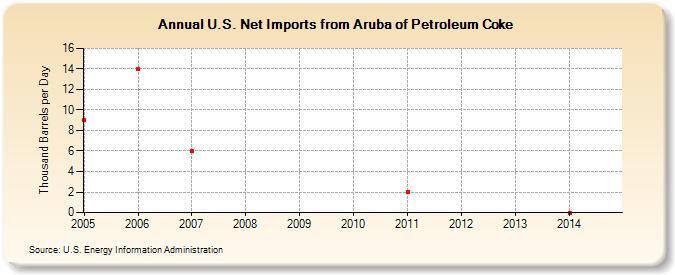 Annual U.S. Net Imports from Aruba of Petroleum Coke
Thousand Barrels per Day
16
14
12
10
8
6
4
2
0
2005 2006 2007 2008 2009 2010 2011 2012 2013 2014
Source: U.S. Energy Information Administration